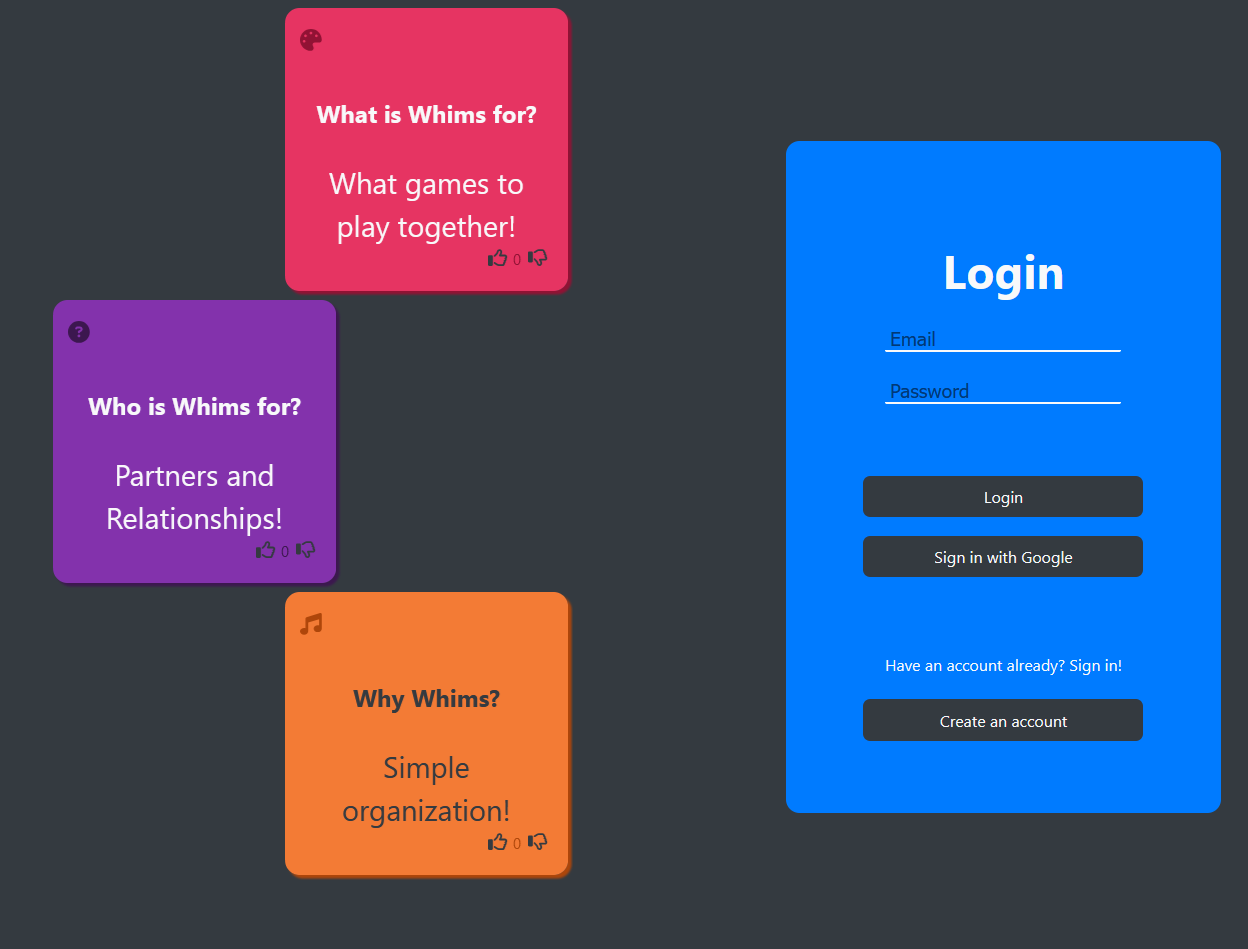 What is Whims for?
What games to
play together!
0
Who is Whims for?
Partners and
Relationships!
0
Why Whims?
Simple
organization!
0
Login
Email
Password
Login
Sign in with Google
Have an account already? Sign in!
Create an account